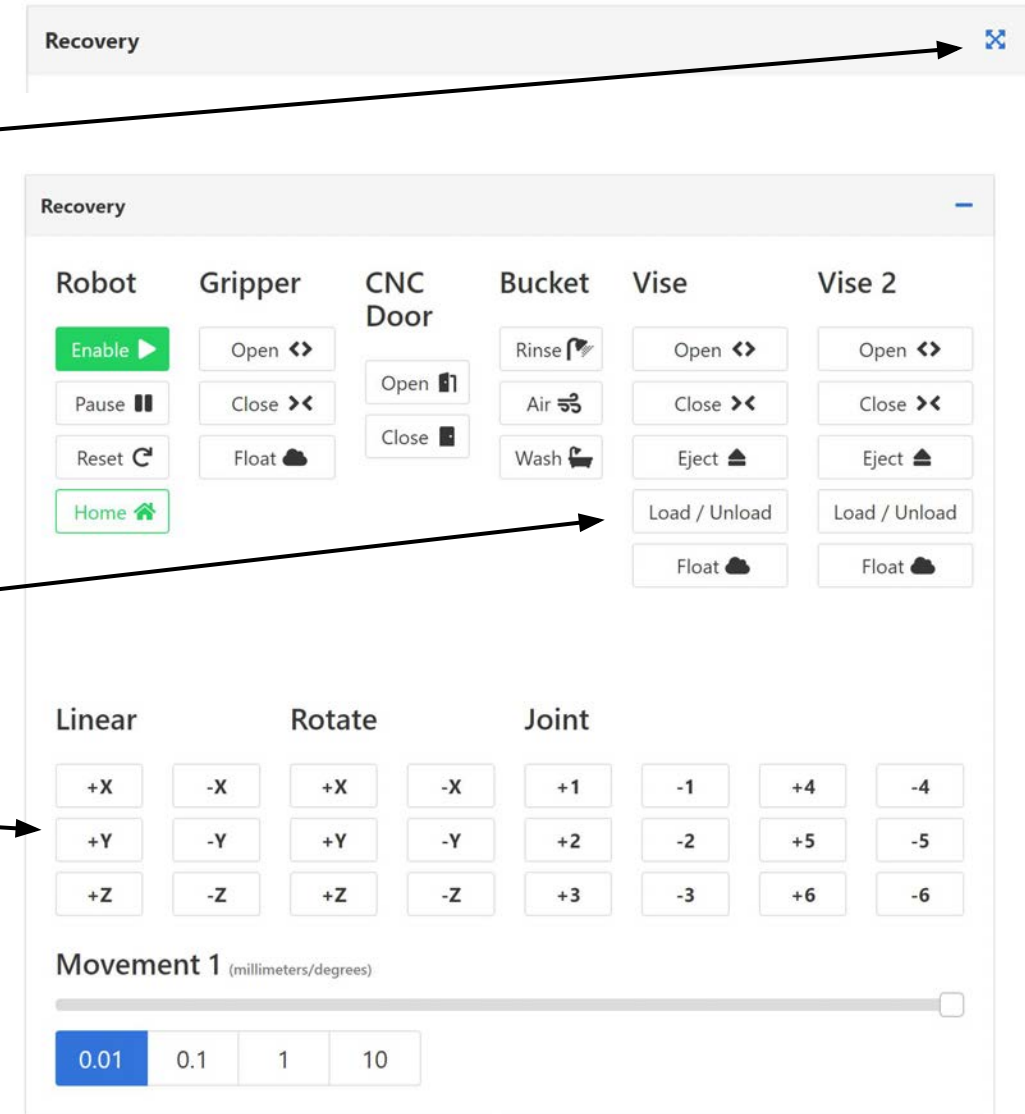 Recovery
Recovery
Robot
Gripper
CNC
Door
Bucket
Vise
Vise 2
Enable
Open
Rinse
Open
Open
Open
Pause
Close
Air
Close
Close
Close
Reset
Float
Wash
Eject
Eject
Home
Load / Unload
Load / Unload
Float
Float
Linear
Rotate
Joint
+X -X +X -X +1 -1 +4 -4
+Y -Y +Y -Y +2 -2 +5 -5
+Z -Z +Z -Z +3 -3 +6 -6
Movement 1 (millimeters/degrees)
0.01 0.1 1 10